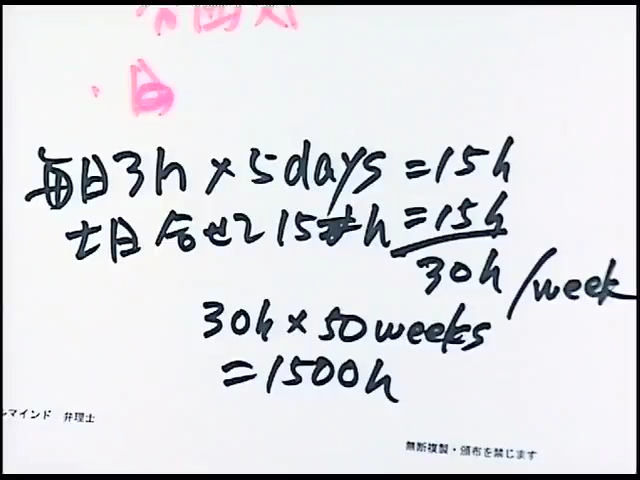 ・
毎日3h×5days=15h
土日合せて15h=15h
30h/week
30h×50weeks
=1500h
ルマインド 弁理士
無断複製・頒布を禁じます